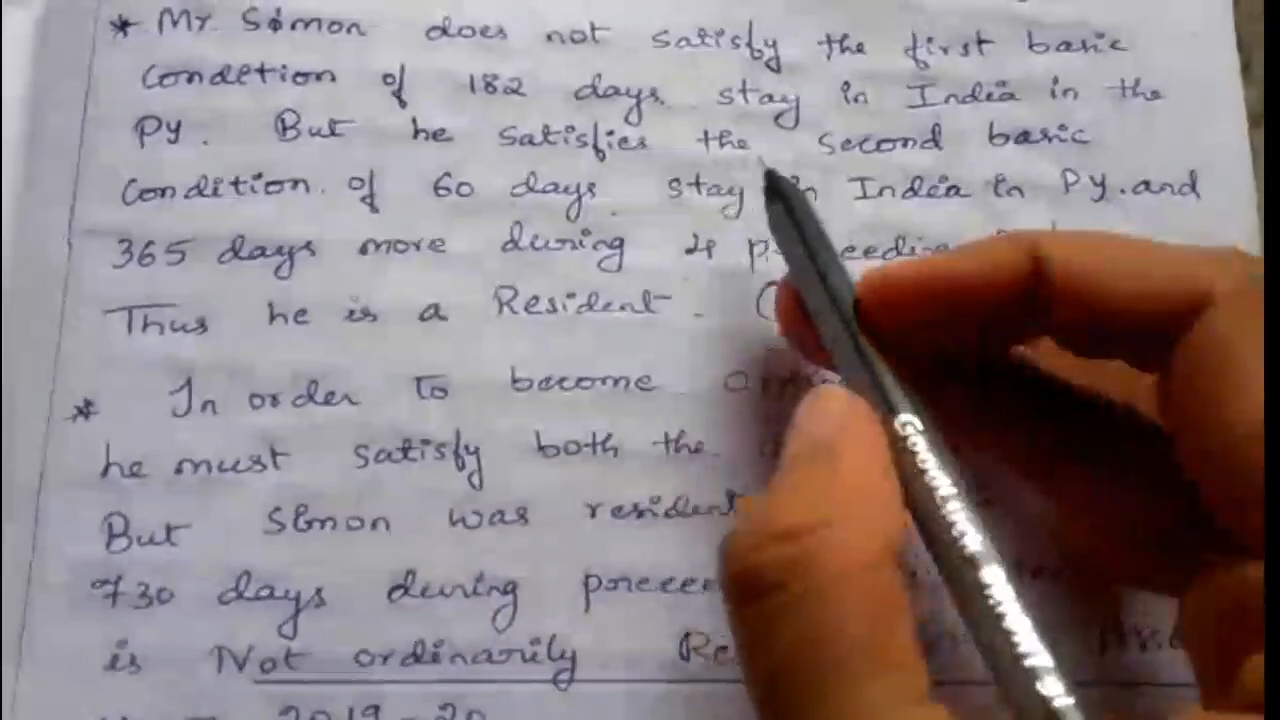 * Mr. Simon does not satisfy the first basic
condition of 182 days stay in India in the
PY. But he satisfies the second basic
condition of 60 days stay in India in PY. and
365 days more during 4
Thus he is a Resident.
* In order to become
he must satisfy both the
But Simon was resident
730 days during
is Not ordinarily
2019-20